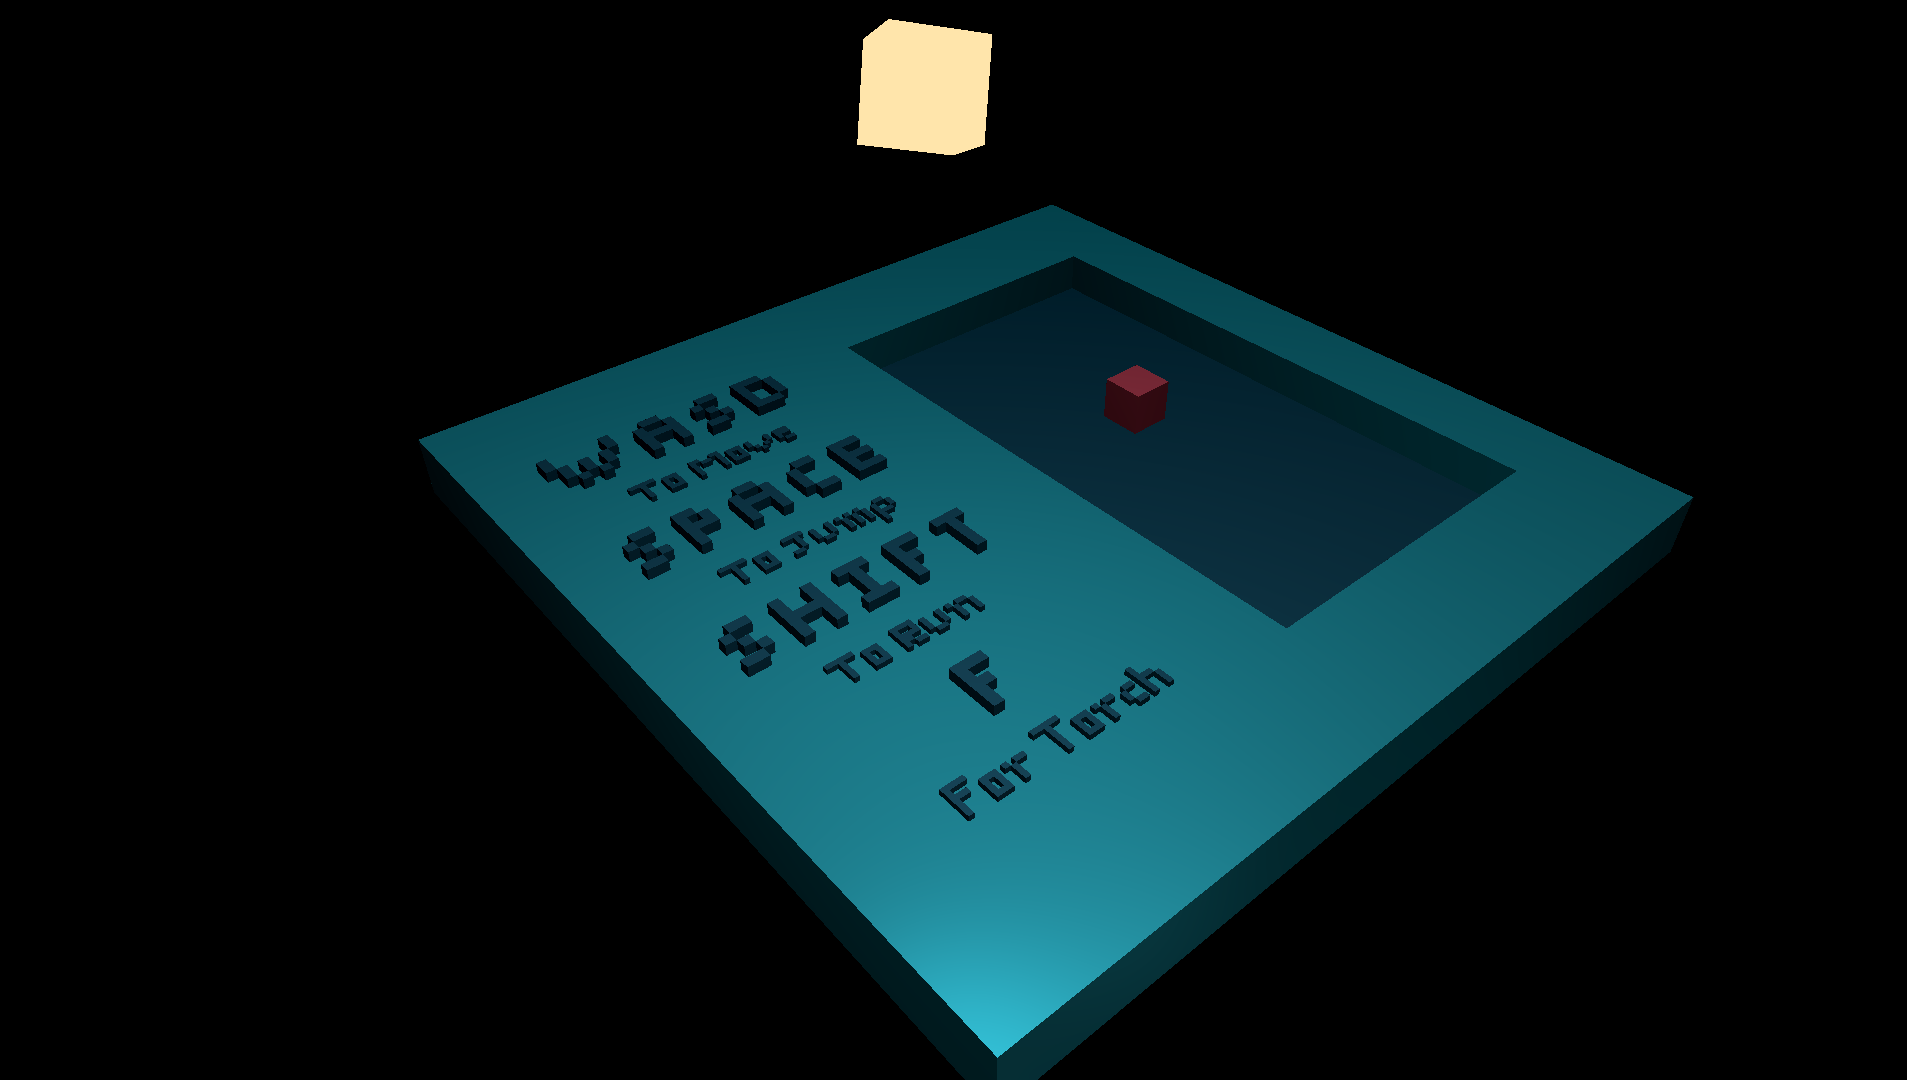 WASD
To Move
SPACE
To Jump
SHIFT
To Run
F
For Torch